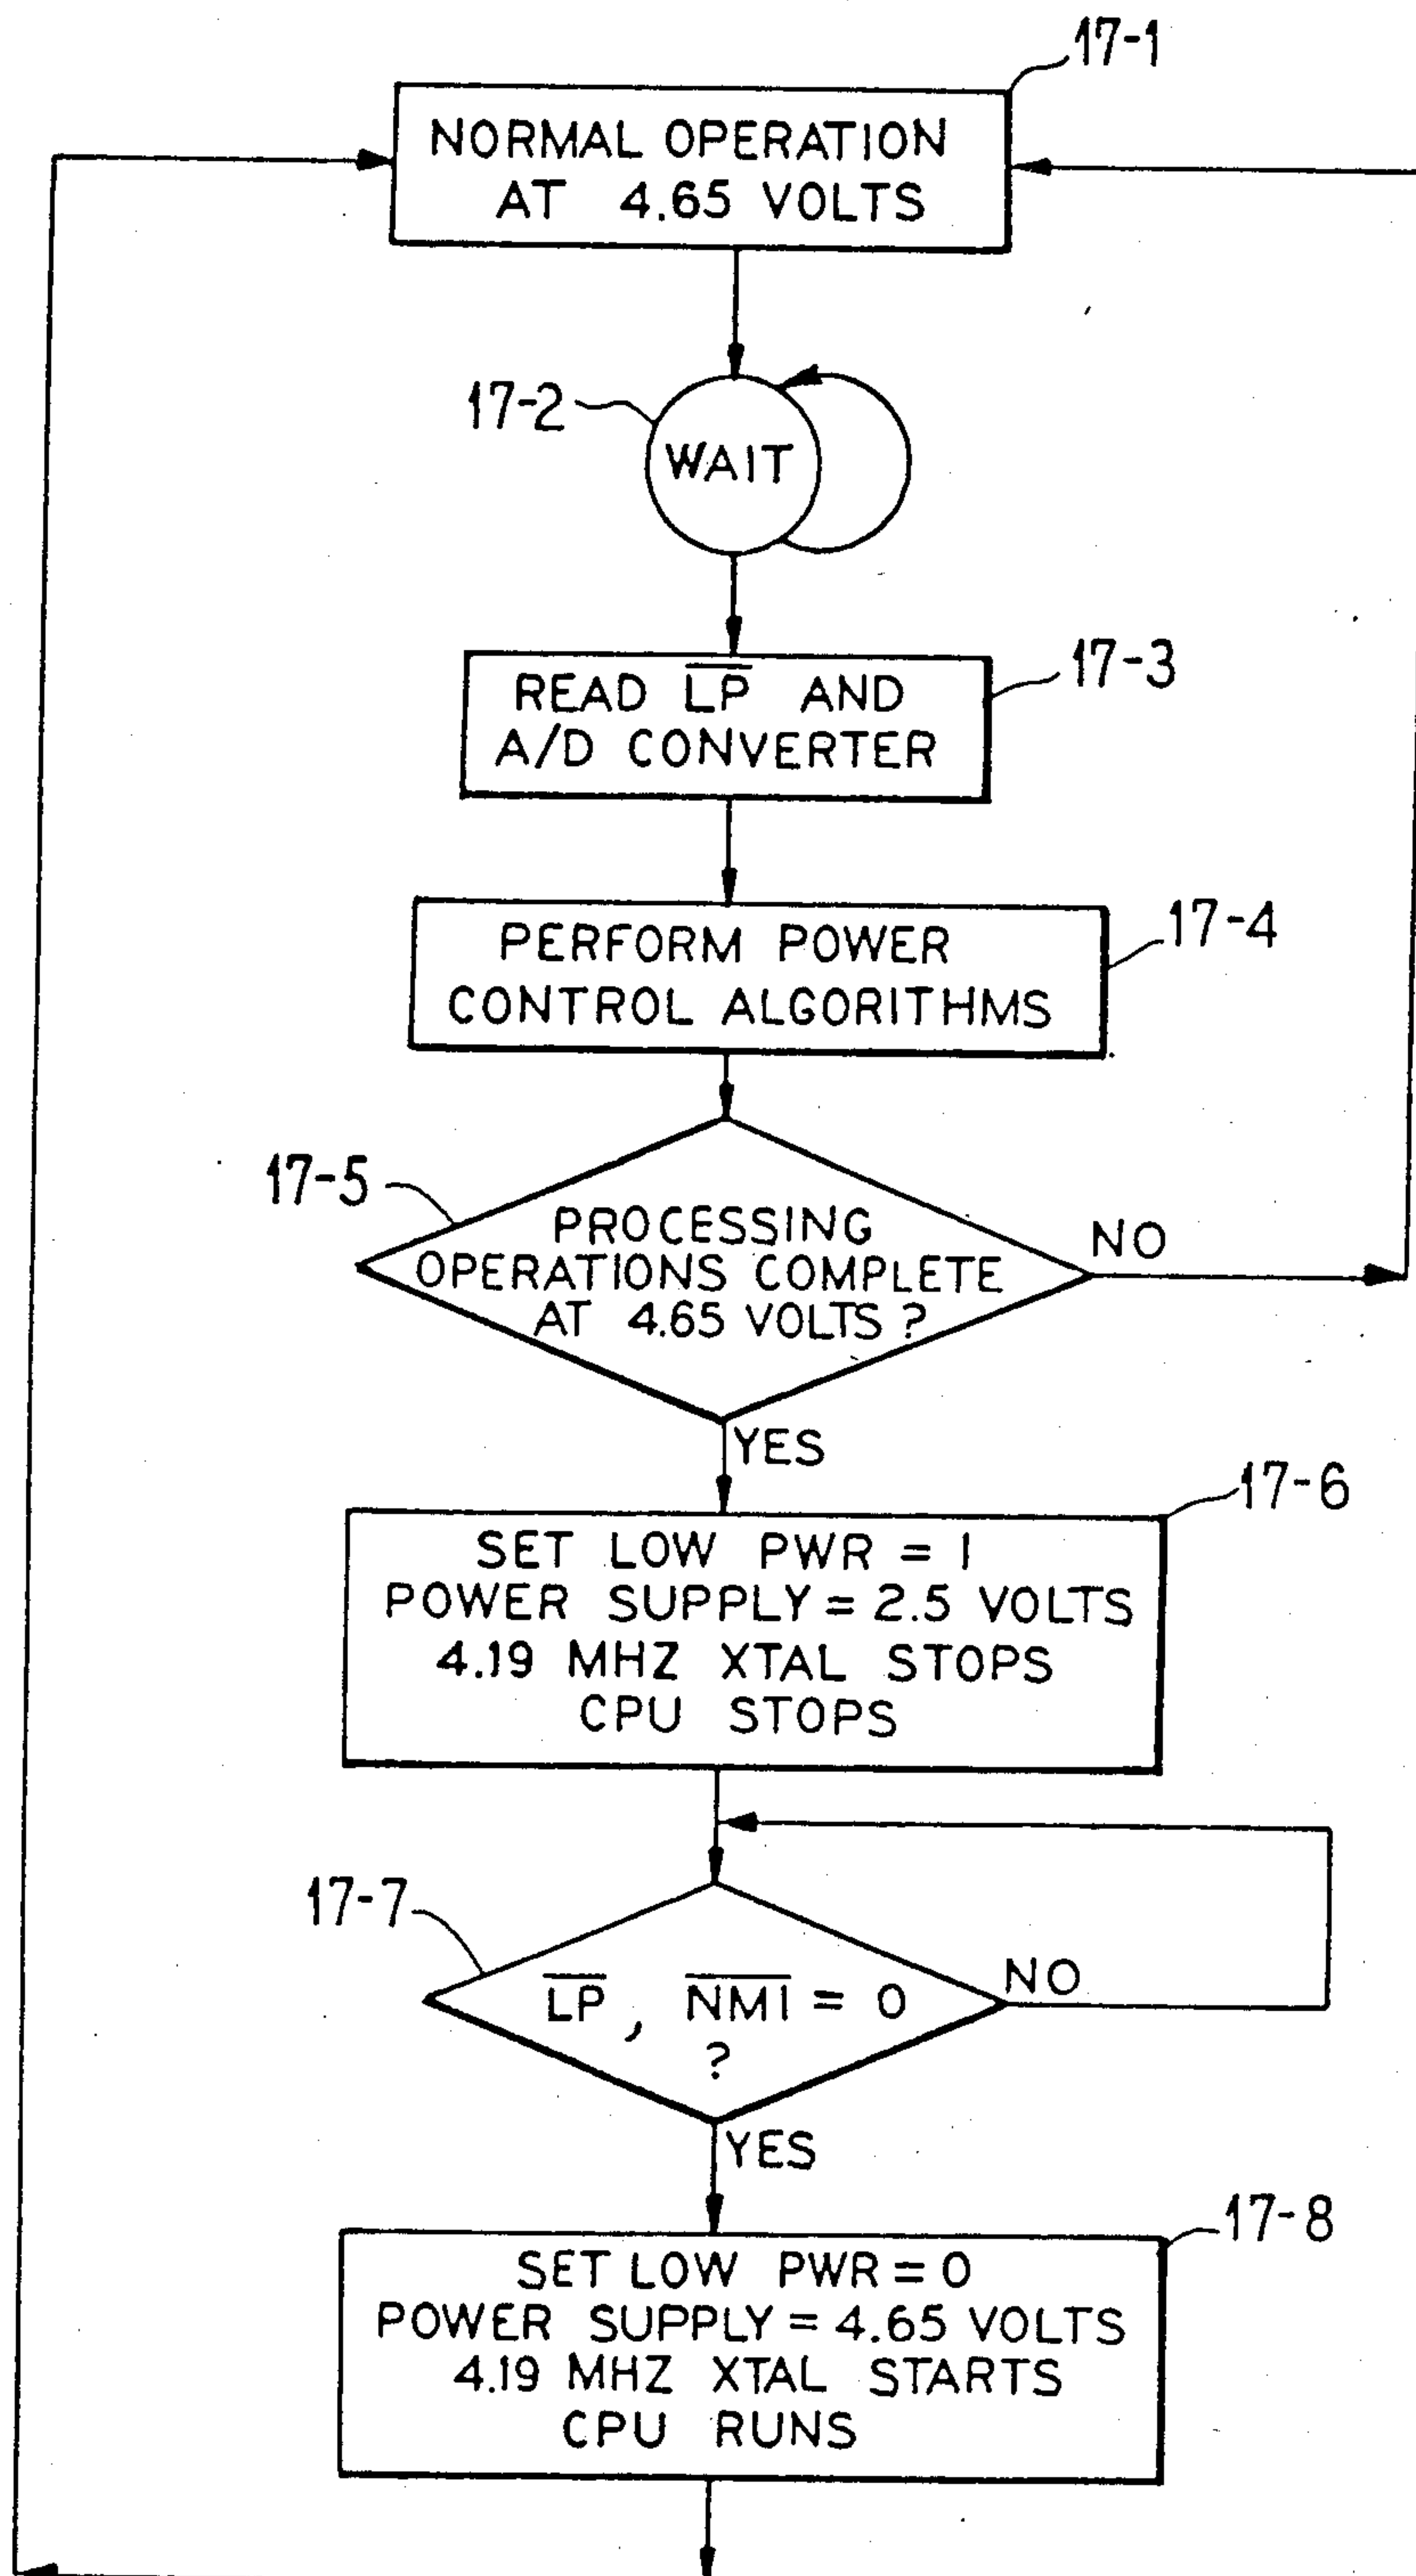 17-1
NORMAL OPERATION
AT 4.65 VOLTS
17-2
WAIT
17-3
READ L̅P̅ AND
A/D CONVERTER
17-4
PERFORM POWER
CONTROL ALGORITHMS
17-5
PROCESSING
OPERATIONS COMPLETE
AT 4.65 VOLTS ?
NO
YES
17-6
SET LOW PWR = 1
POWER SUPPLY = 2.5 VOLTS
4.19 MHZ XTAL STOPS
CPU STOPS
17-7
L̅P̅ , N̅M̅I̅ = 0
?
NO
YES
17-8
SET LOW PWR = 0
POWER SUPPLY = 4.65 VOLTS
4.19 MHZ XTAL STARTS
CPU RUNS